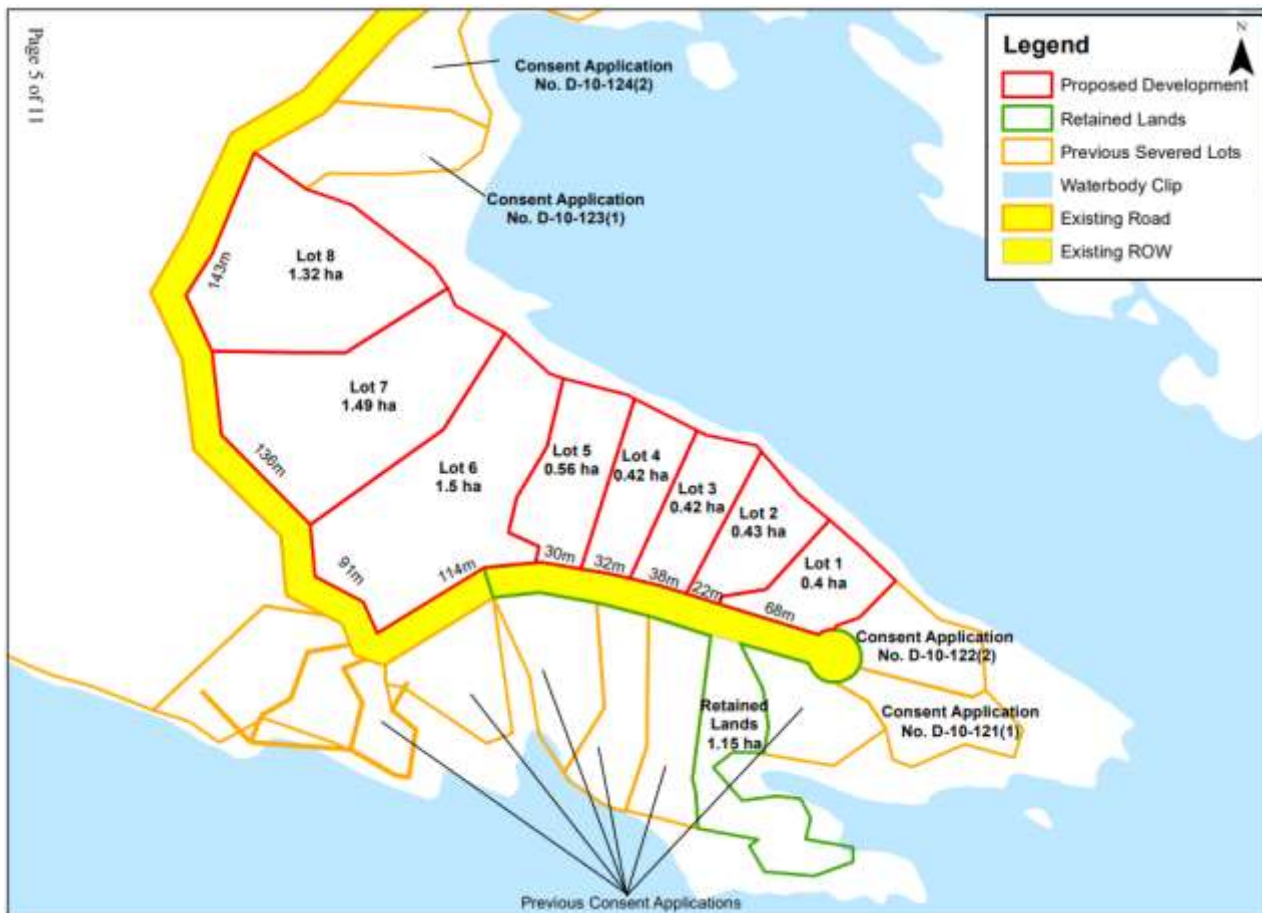 Page 5 of 11
Consent Application
No. D-10-124(2)
Consent Application
No. D-10-123(1)
Legend
N
Proposed Development
Retained Lands
Previous Severed Lots
Waterbody Clip
Existing Road
Existing ROW
Lot 8
1.32 ha
143m
Lot 7
1.49 ha
136m
Lot 6
1.5 ha
91m
114m
Lot 5
0.56 ha
30m
Lot 4
0.42 ha
32m
Lot 3
0.42 ha
38m
Lot 2
0.43 ha
22m
Lot 1
0.4 ha
68m
Consent Application
No. D-10-122(2)
Consent Application
No. D-10-121(1)
Retained
Lands
1.15 ha
Previous Consent Applications